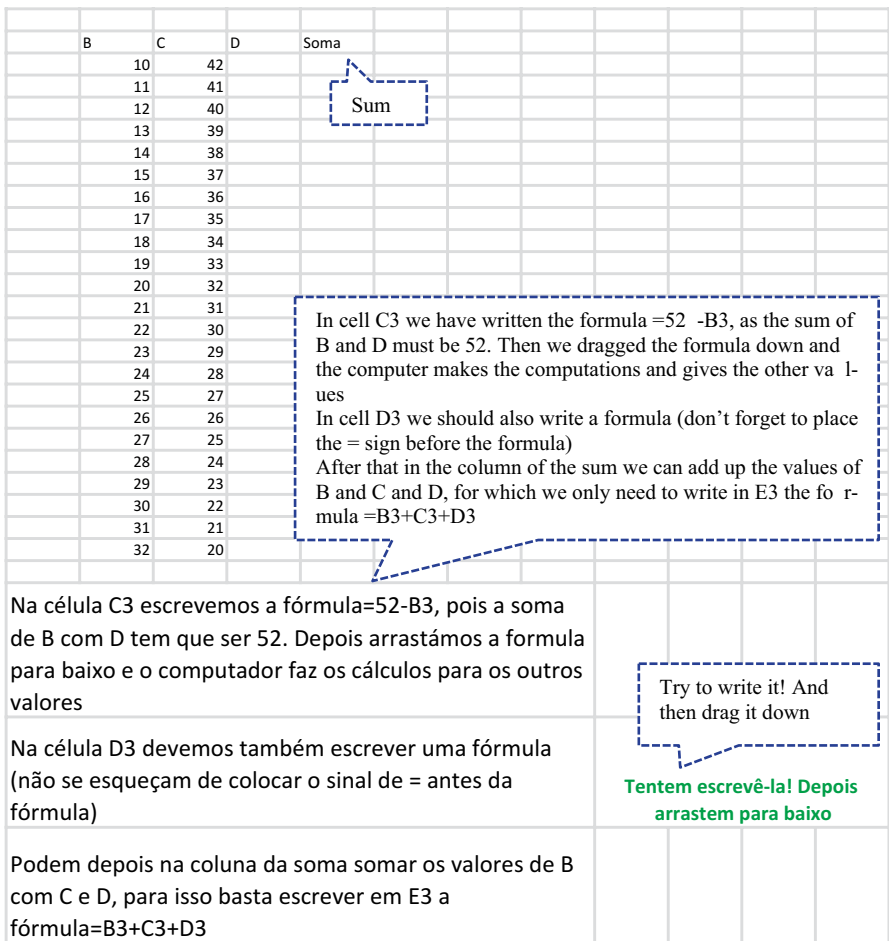 B C D Soma
10 42
Sum
11 41
12 40
13 39
14 38
15 37
16 36
17 35
18 34
19 33
20 32
21 31
22 30
23 29
24 28
25 27
26 26
27 25
28 24
29 23
30 22
31 21
32 20
In cell C3 we have written the formula =52 -B3, as the sum of
B and D must be 52. Then we dragged the formula down and
the computer makes the computations and gives the other va l-
ues
In cell D3 we should also write a formula (don't forget to place
the = sign before the formula)
After that in the column of the sum we can add up the values of
B and C and D, for which we only need to write in E3 the fo r-
mula =B3+C3+D3
Na célula C3 escrevemos a fórmula=52-B3, pois a soma
de B com D tem que ser 52. Depois arrastámos a formula
para baixo e o computador faz os cálculos para os outros
valores
Try to write it! And
then drag it down
Na célula D3 devemos também escrever uma fórmula
(não se esqueçam de colocar o sinal de = antes da
fórmula)
Tentem escrevê-la! Depois
arrastem para baixo
Podem depois na coluna da soma somar os valores de B
com C e D, para isso basta escrever em E3 a
fórmula=B3+C3+D3